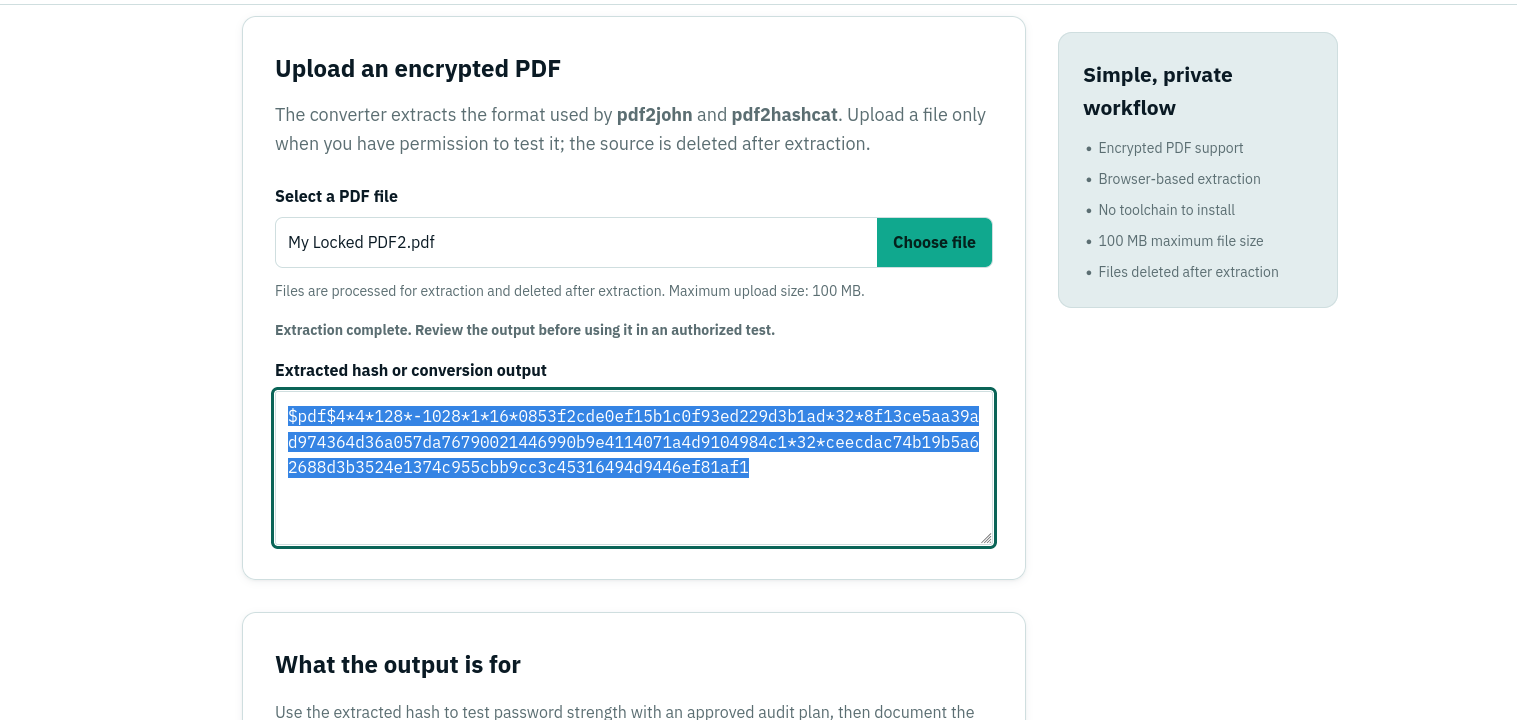 Upload an encrypted PDF
The converter extracts the format used by pdf2john and pdf2hashcat. Upload a file only
when you have permission to test it; the source is deleted after extraction.
Select a PDF file
My Locked PDF2.pdf
Choose file
Files are processed for extraction and deleted after extraction. Maximum upload size: 100 MB.
Extraction complete. Review the output before using it in an authorized test.
Extracted hash or conversion output
$pdf$4*4*128*-1028*1*16*0853f2cde0ef15b1c0f93ed229d3b1ad*32*8f13ce5aa39a
d974364d36a057da76790021446990b9e4114071a4d9104984c1*32*ceecdac74b19b5a6
2688d3b3524e1374c955cbb9cc3c45316494d9446ef81af1
What the output is for
Use the extracted hash to test password strength with an approved audit plan, then document the
Simple, private
workflow
• Encrypted PDF support
• Browser-based extraction
• No toolchain to install
• 100 MB maximum file size
• Files deleted after extraction